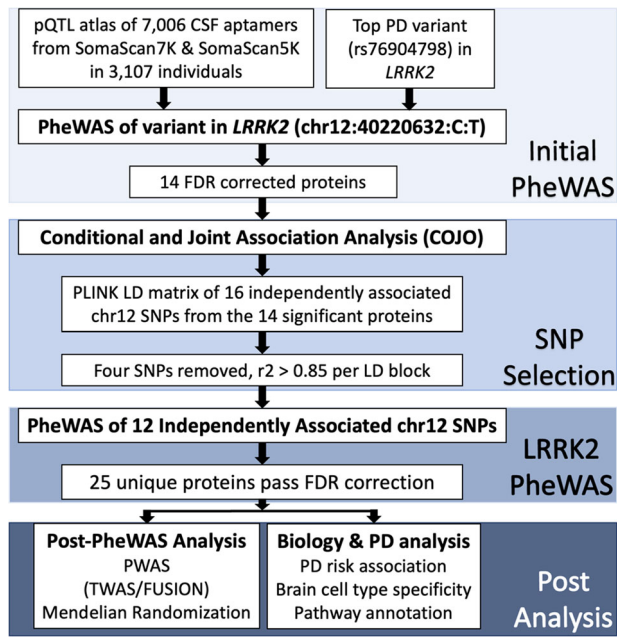 pQTL atlas of 7,006 CSF aptamers
from SomaScan7K & SomaScan5K
in 3,107 individuals
Top PD variant
(rs76904798) in
LRRK2
PheWAS of variant in LRRK2 (chr12:40220632:C:T)
14 FDR corrected proteins
Initial
PheWAS
Conditional and Joint Association Analysis (COJO)
PLINK LD matrix of 16 independently associated
chr12 SNPs from the 14 significant proteins
Four SNPs removed, r2 > 0.85 per LD block
SNP
Selection
PheWAS of 12 Independently Associated chr12 SNPs
25 unique proteins pass FDR correction
LRRK2
PheWAS
Post-PheWAS Analysis
PWAS
(TWAS/FUSION)
Mendelian Randomization
Biology & PD analysis
PD risk association
Brain cell type specificity
Pathway annotation
Post
Analysis